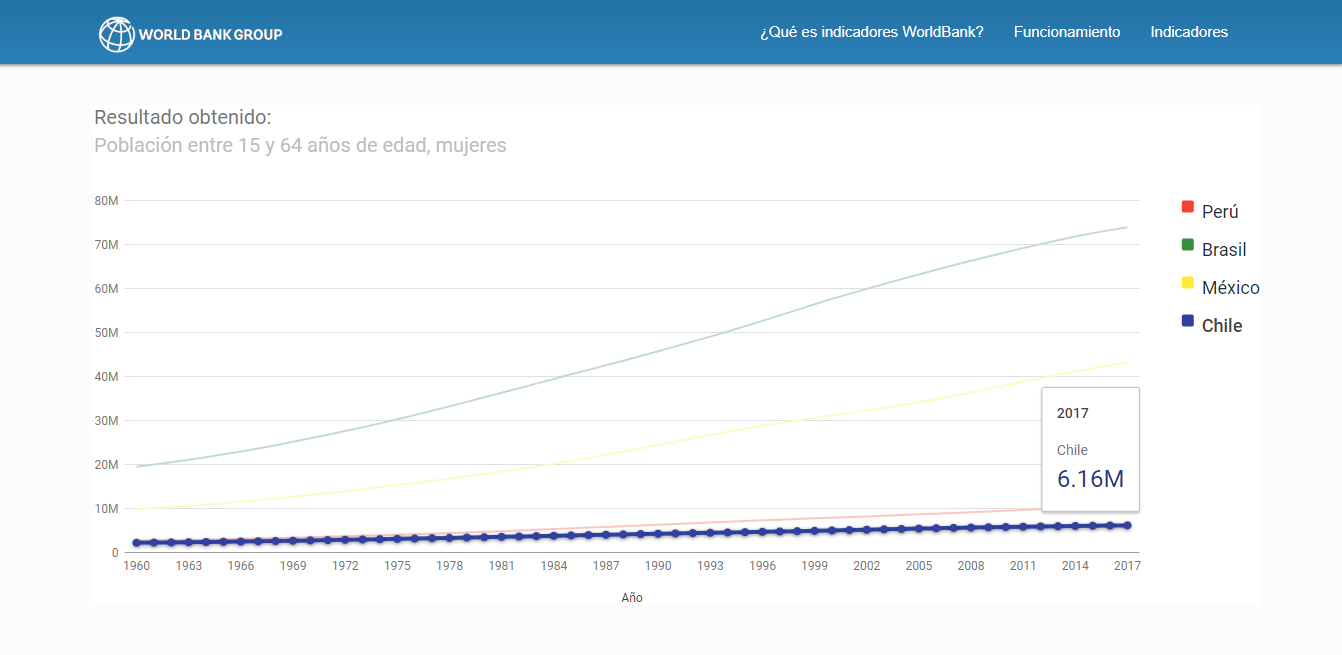 WORLD BANK GROUP
¿Qué es indicadores WorldBank? Funcionamiento Indicadores
Resultado obtenido:
Población entre 15 y 64 años de edad, mujeres
80M
70M
60M
50M
40M
30M
20M
10M
0
1960 1963 1966 1969 1972 1975 1978 1981 1984 1987 1990 1993 1996 1999 2002 2005 2008 2011 2014 2017
Año
Perú
Brasil
México
Chile
2017
Chile
6.16M